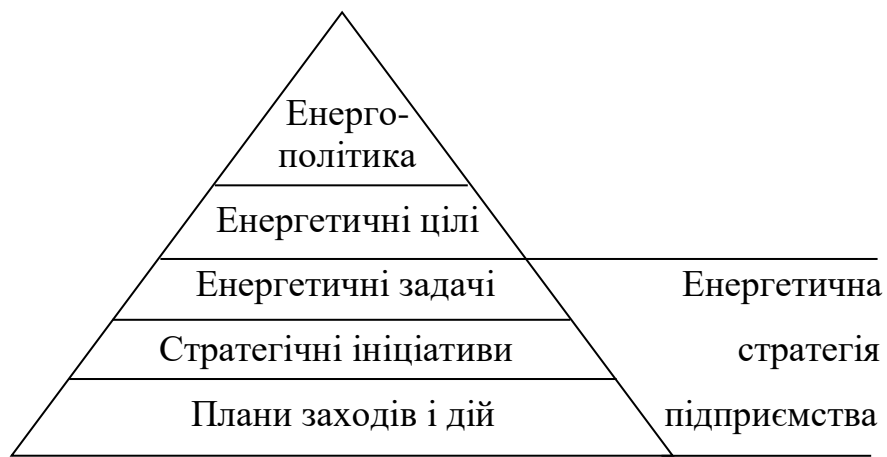 Енерго-
політика
Енергетичні цілі
Енергетичні задачі
Стратегічні ініціативи
Плани заходів і дій
Енергетична
стратегія
підприємства